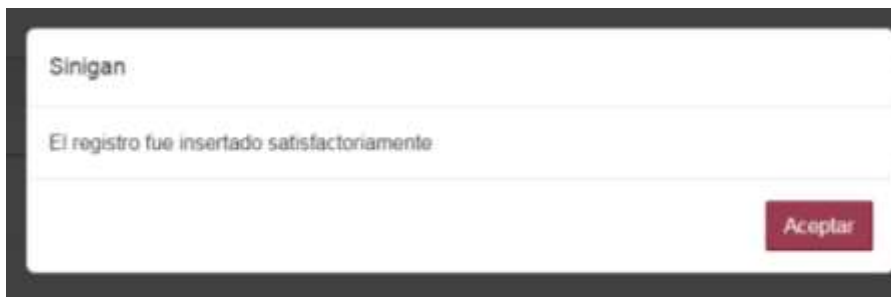 Sinigan
El registro fue insertado satisfactoriamente
Aceptar